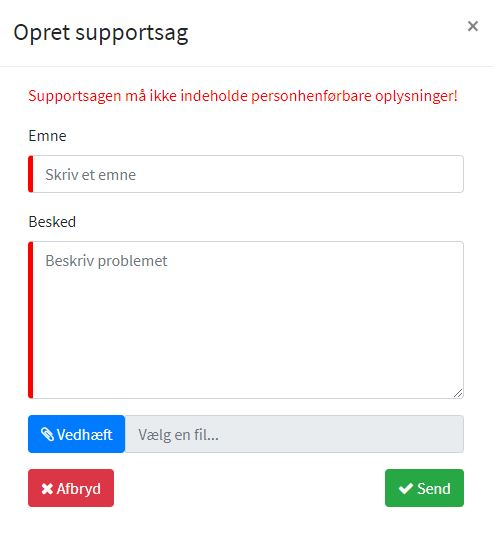 Opret supportsag
×
Supportsagen må ikke indeholde personhenførbare oplysninger!
Emne
Skriv et emne
Besked
Beskriv problemet
Vedhæft Vælg en fil...
Afbryd Send